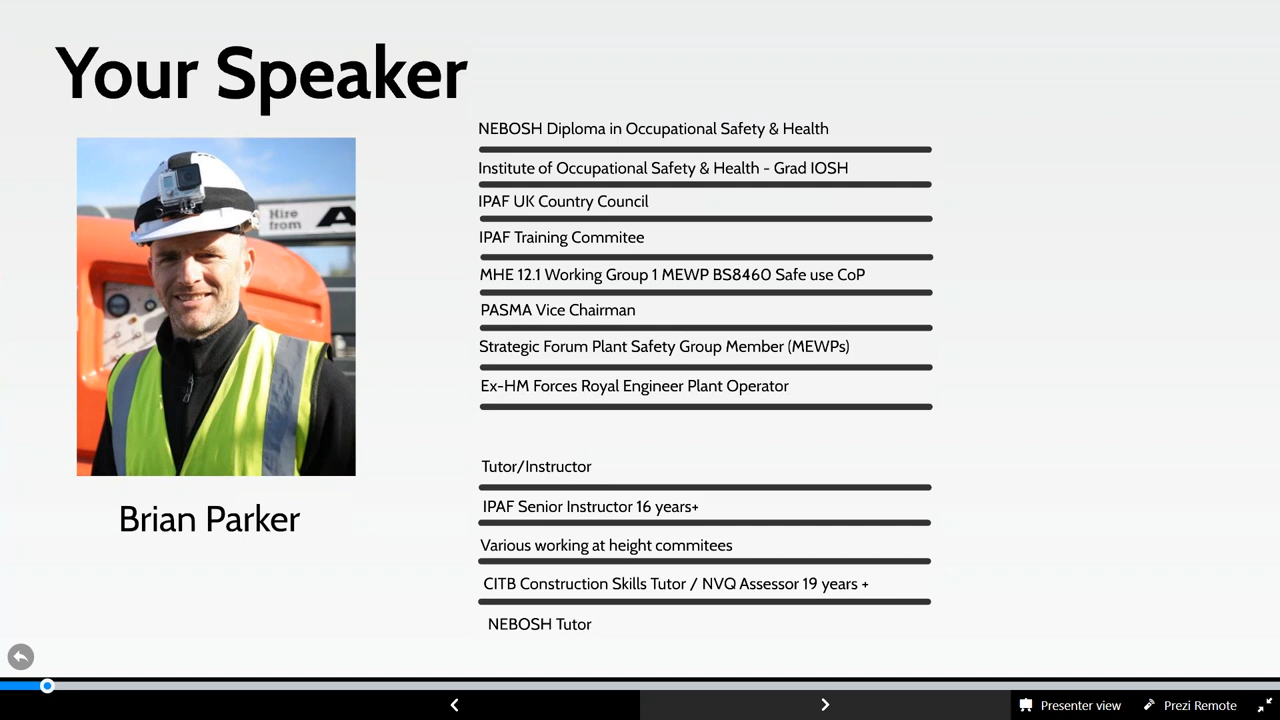 Your Speaker
NEBOSH Diploma in Occupational Safety & Health
Institute of Occupational Safety & Health - Grad IOSH
IPAF UK Country Council
IPAF Training Commitee
MHE 12.1 Working Group 1 MEWP BS8460 Safe use CoP
PASMA Vice Chairman
Strategic Forum Plant Safety Group Member (MEWPs)
Ex-HM Forces Royal Engineer Plant Operator
Hire
from
Brian Parker
Tutor/Instructor
IPAF Senior Instructor 16 years+
Various working at height commitees
CITB Construction Skills Tutor / NVQ Assessor 19 years +
NEBOSH Tutor
Presenter view
Prezi Remote